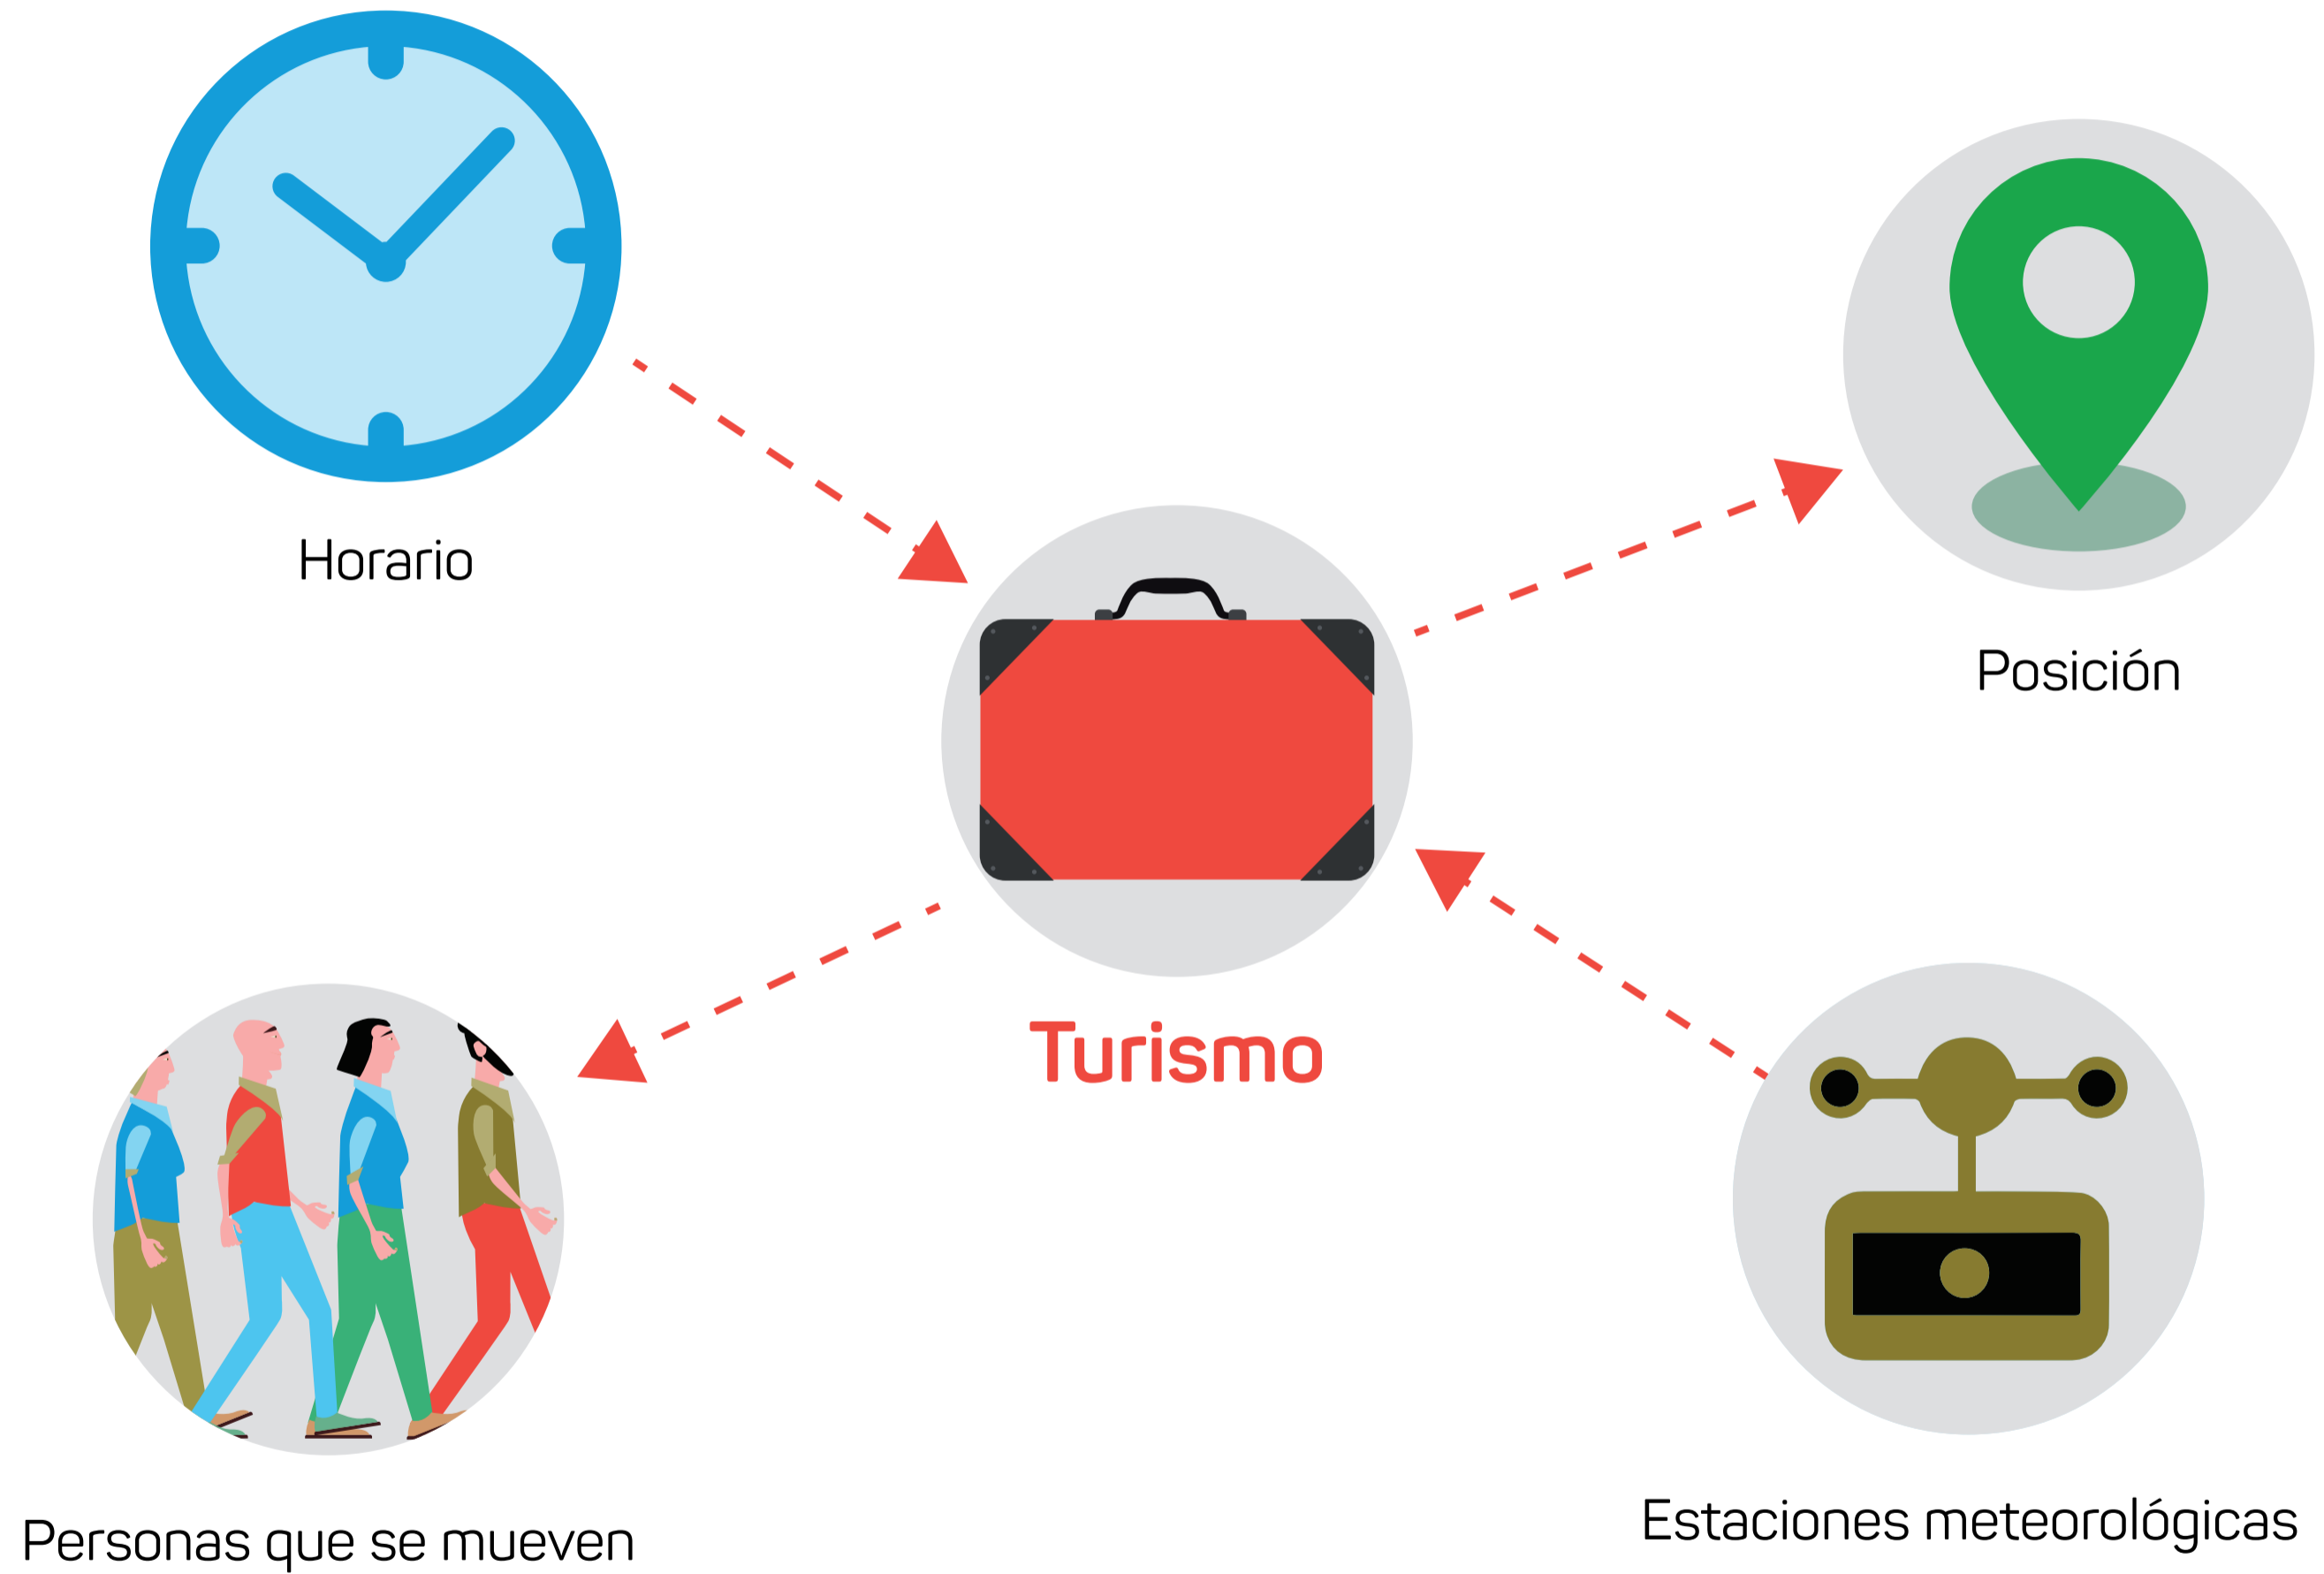 Horario
Posición
Turismo
Personas que se mueven
Estaciones meteorológicas